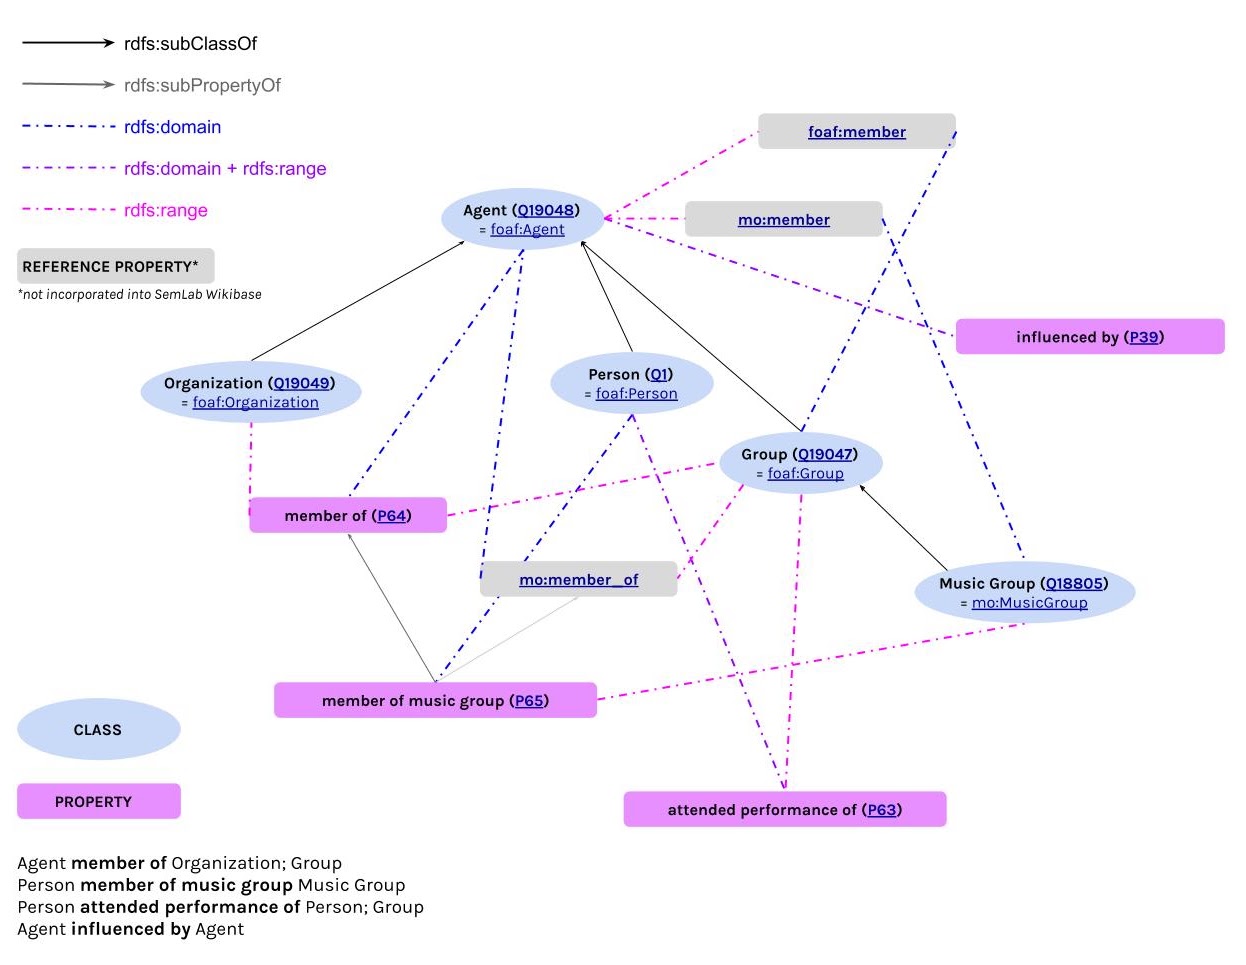 rdfs:subClassOf
rdfs:subPropertyOf
rdfs:domain
rdfs:domain + rdfs:range
rdfs:range
REFERENCE PROPERTY*
*not incorporated into SemLab Wikibase
foaf:member
Agent (Q19048)
= foaf:Agent
mo:member
influenced by (P39)
Organization (Q19049)
= foaf:Organization
Person (Q1)
= foaf:Person
Group (Q19047)
= foaf:Group
member of (P64)
mo:member_of
Music Group (Q18805)
= mo:MusicGroup
member of music group (P65)
CLASS
PROPERTY
attended performance of (P63)
Agent member of Organization; Group
Person member of music group Music Group
Person attended performance of Person; Group
Agent influenced by Agent